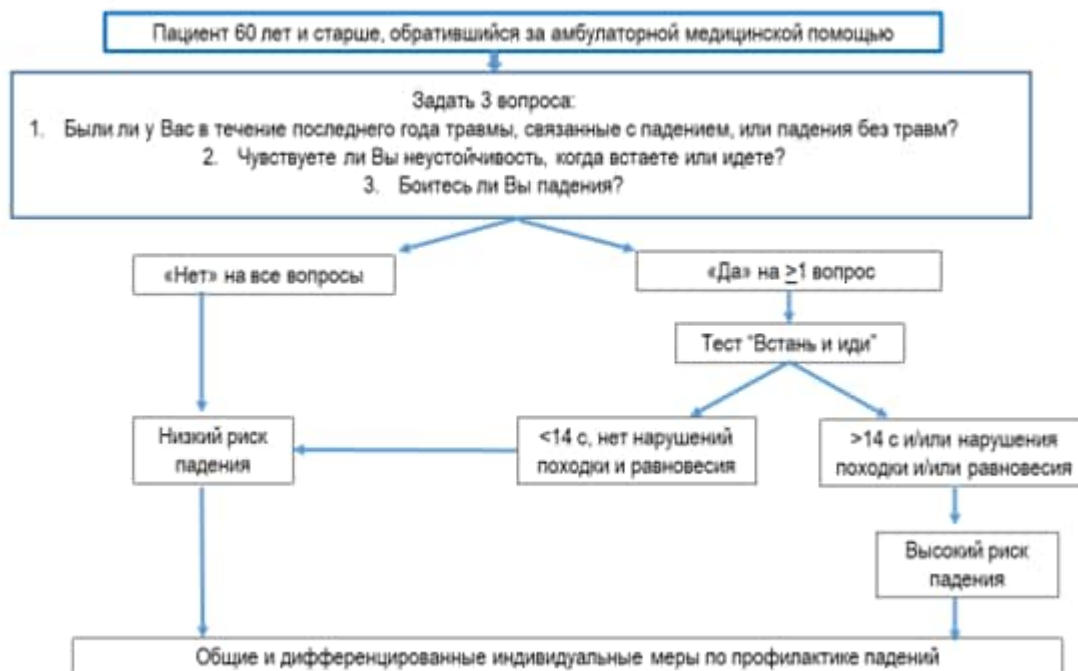 Пациент 60 лет и старше, обратившийся за амбулаторной медицинской помощью
Задать 3 вопроса:
1. Были ли у Вас в течение последнего года травмы, связанные с падением, или падения без травм?
2. Чувствуете ли Вы неустойчивость, когда встаете или идете?
3. Боитесь ли Вы падения?
«Нет» на все вопросы
«Да» на ≥1 вопрос
Тест "Встань и иди"
Низкий риск
падения
<14 с, нет нарушений
походки и равновесия
>14 с и/или нарушения
походки и/или равновесия
Высокий риск
падения
Общие и дифференцированные индивидуальные меры по профилактике падений